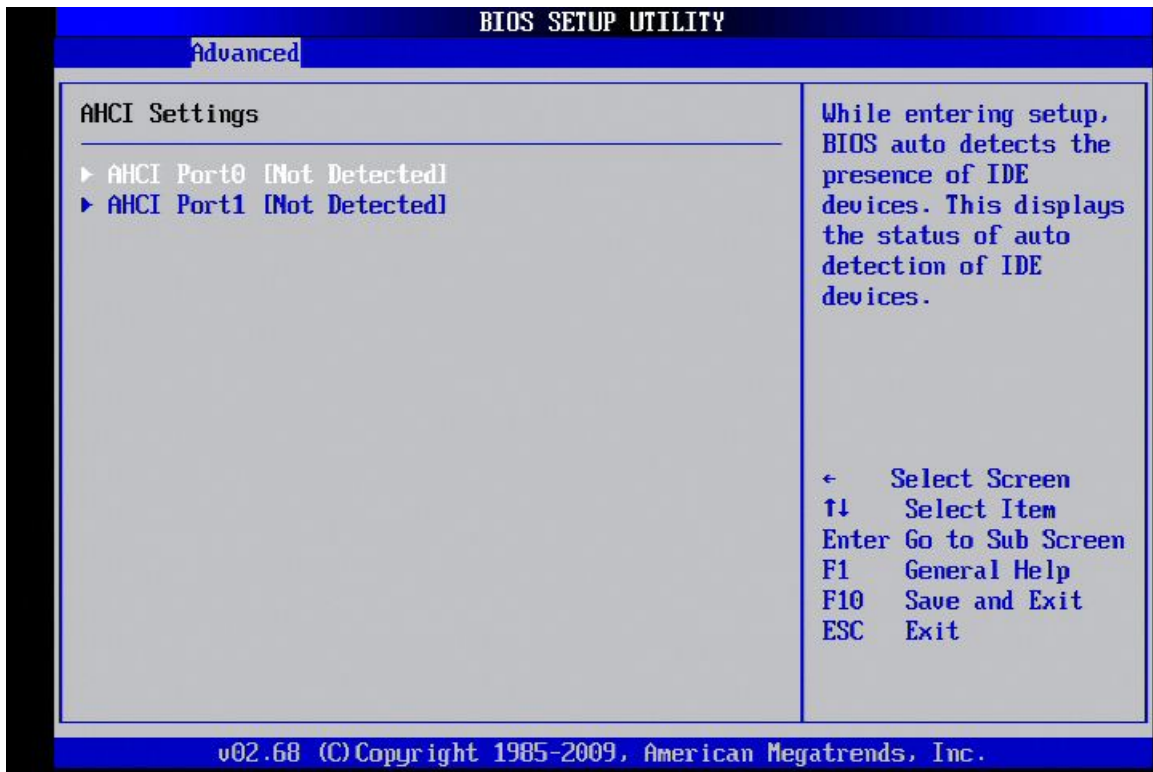 BIOS SETUP UTILITY
Advanced
AHCI Settings
▶ AHCI Port0 [Not Detected]
▶ AHCI Port1 [Not Detected]
While entering setup,
BIOS auto detects the
presence of IDE
devices. This displays
the status of auto
detection of IDE
devices.
← Select Screen
↑↓ Select Item
Enter Go to Sub Screen
F1 General Help
F10 Save and Exit
ESC Exit
v02.68 (C)Copyright 1985-2009, American Megatrends, Inc.